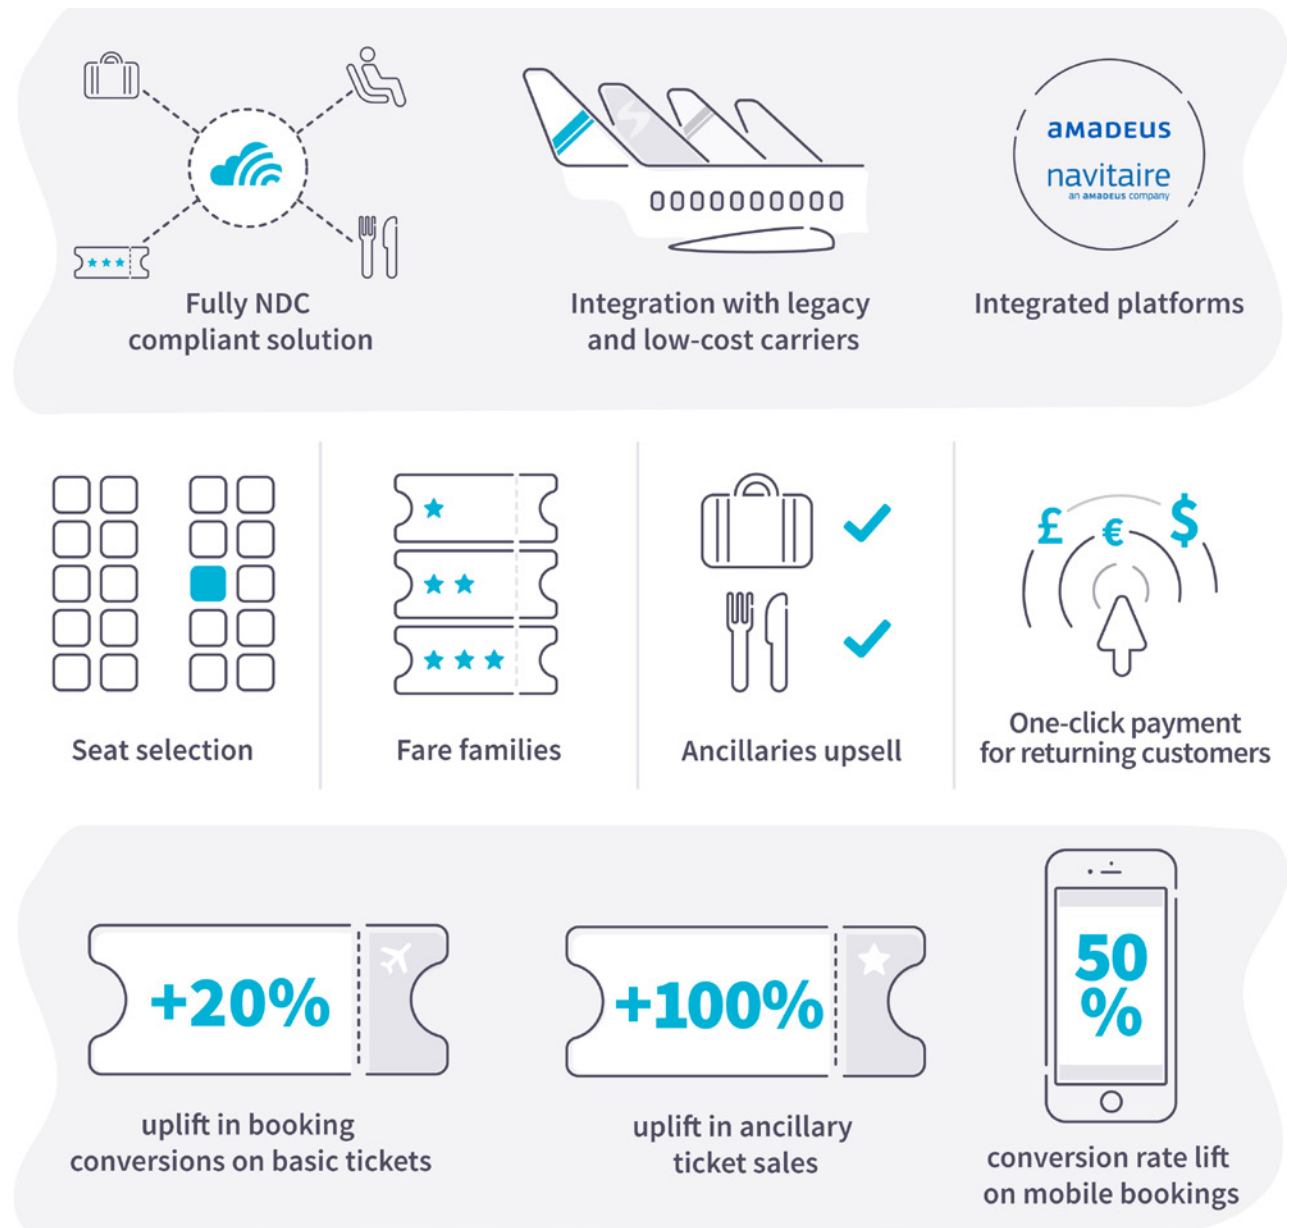 Fully NDC
compliant solution
Integration with legacy
and low-cost carriers
aMaDEUS
navitaire
an aMaDEUS company
Integrated platforms
Seat selection
Fare families
Ancillaries upsell
£ € $
One-click payment
for returning customers
+20%
uplift in booking
conversions on basic tickets
+100%
uplift in ancillary
ticket sales
50
%
conversion rate lift
on mobile bookings